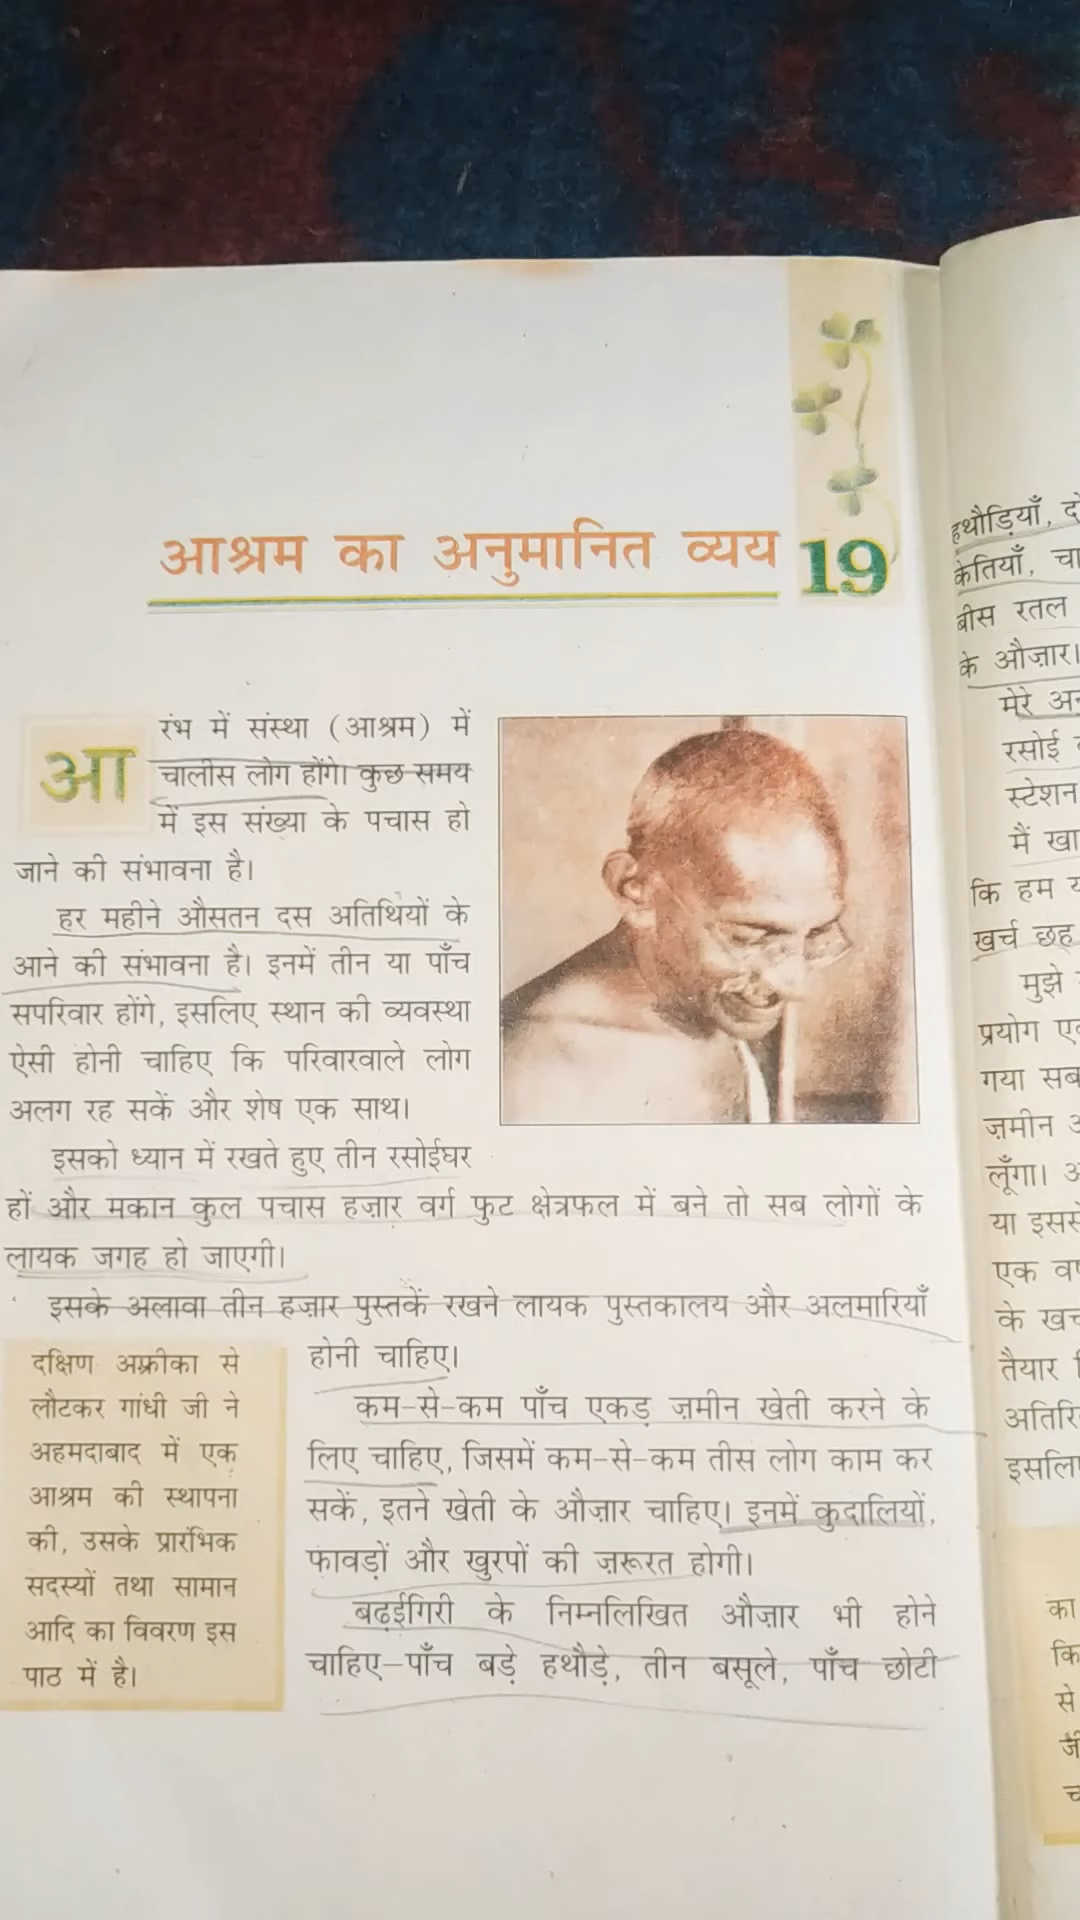 आश्रम का अनुमानित व्यय 19
आरंभ में संस्था (आश्रम) में
चालीस लोग होंगे। कुछ समय
में इस संख्या के पचास हो
जाने की संभावना है।
हर महीने औसतन दस अतिथियों के
आने की संभावना है। इनमें तीन या पाँच
सपरिवार होंगे, इसलिए स्थान की व्यवस्था
ऐसी होनी चाहिए कि परिवारवाले लोग
अलग रह सकें और शेष एक साथ।
इसको ध्यान में रखते हुए तीन रसोईघर
हों और मकान कुल पचास हज़ार वर्ग फुट क्षेत्रफल में बने तो सब लोगों के
लायक जगह हो जाएगी।
इसके अलावा तीन हज़ार पुस्तकें रखने लायक पुस्तकालय और अलमारियाँ
होनी चाहिए।
कम-से-कम पाँच एकड़ ज़मीन खेती करने के
लिए चाहिए, जिसमें कम-से-कम तीस लोग काम कर
सकें, इतने खेती के औज़ार चाहिए। इनमें कुदालियों,
फावड़ों और खुरपों की ज़रूरत होगी।
बढ़ईगिरी के निम्नलिखित औज़ार भी होने
चाहिए-पाँच बड़े हथौड़े, तीन बसूले, पाँच छोटी
दक्षिण अफ्रीका से
लौटकर गांधी जी ने
अहमदाबाद में एक
आश्रम की स्थापना
की, उसके प्रारंभिक
सदस्यों तथा सामान
आदि का विवरण इस
पाठ में है।
हथौड़ियाँ,
केतियाँ,
बीस रतल
के औज़ार।
मेरे
रसोई
स्टेशन
मैं
कि हम
खर्च छह
मुझे
प्रयोग
गया सब
ज़मीन
लूँगा।
या इससे
एक
के
तैयार